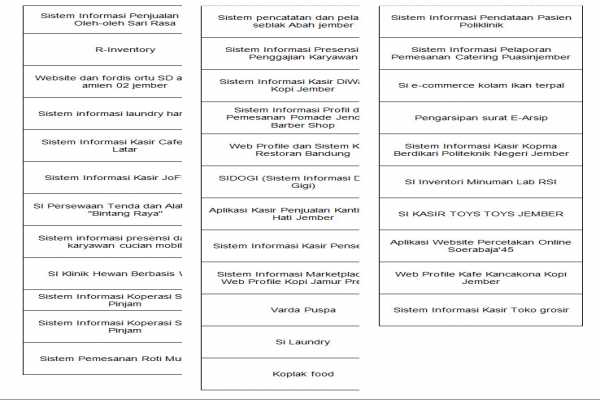 Sistem Informasi Penjualan
Oleh-oleh Sari Rasa
R-Inventory
Website dan fordis ortu SD a
amien 02 jember
Sistem informasi laundry har
Sistem Informasi Kasir Cafe
Latar
Sistem Informasi Kasir JoF
SI Persewaan Tenda dan Alat
"Bintang Raya"
Sistem informasi presensi da
karyawan cucian mobil
SI Klinik Hewan Berbasis
Sistem Informasi Koperasi S
Pinjam
Sistem Informasi Koperasi S
Pinjam
Sistem Pemesanan Roti Mu
Sistem pencatatan dan pela
seblak Abah jember
Sistem Informasi Presensi
Penggajian Karyawan
Sistem Informasi Kasir DiWa
Kopi Jember
Sistem Informasi Profil d
Pemesanan Pomade Jenc
Barber Shop
Web Profile dan Sistem K
Restoran Bandung
SIDOGI (Sistem Informasi D
Gigi)
Aplikasi Kasir Penjualan Kanti
Hati Jember
Sistem Informasi Kasir Pense
Sistem Informasi Marketplac
Web Profile Kopi Jamur Pre
Varda Puspa
Si Laundry
Koplak food
Sistem Informasi Pendataan Pasien
Poliklinik
Sistem Informasi Pelaporan
Pemesanan Catering Puasinjember
SI e-commerce kolam ikan terpal
Pengarsipan surat E-Arsip
Sistem Informasi Kasir Kopma
Berdikari Politeknik Negeri Jember
SI Inventori Minuman Lab RSI
SI KASIR TOYS TOYS JEMBER
Aplikasi Website Percetakan Online
Soerabaja'45
Web Profile Kafe Kancakona Kopi
Jember
Sistem Informasi Kasir Toko grosir